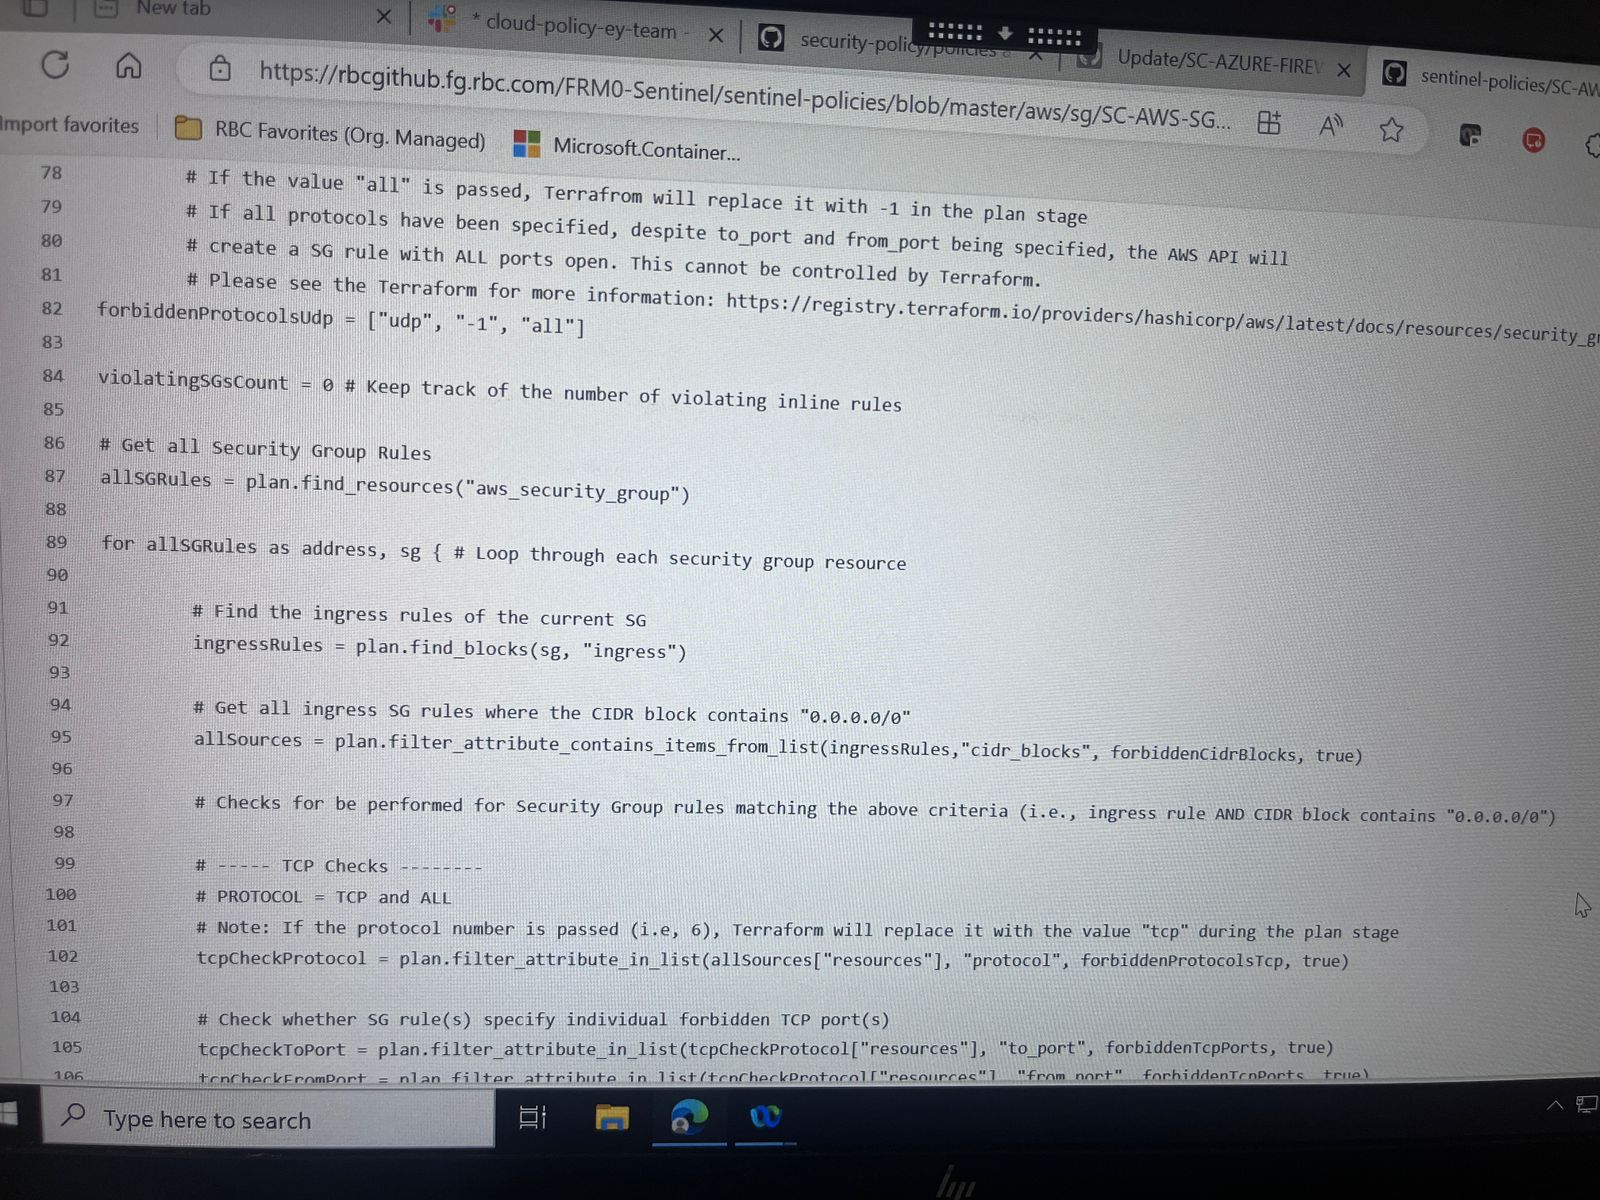 New tab
* cloud-policy-ey-team -
security-policy/policies a
Update/SC-AZURE-FIREW
sentinel-policies/SC-AW
https://rbcgithub.fg.rbc.com/FRM0-Sentinel/sentinel-policies/blob/master/aws/sg/SC-AWS-SG...
Import favorites
RBC Favorites (Org. Managed)
Microsoft.Container...
78 # If the value "all" is passed, Terrafrom will replace it with -1 in the plan stage
79 # If all protocols have been specified, despite to_port and from_port being specified, the AWS API will
80 # create a SG rule with ALL ports open. This cannot be controlled by Terraform.
81 # Please see the Terraform for more information: https://registry.terraform.io/providers/hashicorp/aws/latest/docs/resources/security_gr
82 forbiddenProtocolsUdp = ["udp", "-1", "all"]
83
84 violatingSGsCount = 0 # Keep track of the number of violating inline rules
85
86 # Get all Security Group Rules
87 allSGRules = plan.find_resources("aws_security_group")
88
89 for allSGRules as address, sg { # Loop through each security group resource
90
91 # Find the ingress rules of the current SG
92 ingressRules = plan.find_blocks(sg, "ingress")
93
94 # Get all ingress SG rules where the CIDR block contains "0.0.0.0/0"
95 allSources = plan.filter_attribute_contains_items_from_list(ingressRules,"cidr_blocks", forbiddenCidrBlocks, true)
96
97 # Checks for be performed for Security Group rules matching the above criteria (i.e., ingress rule AND CIDR block contains "0.0.0.0/0")
98
99 # ----- TCP Checks --------
100 # PROTOCOL = TCP and ALL
101 # Note: If the protocol number is passed (i.e, 6), Terraform will replace it with the value "tcp" during the plan stage
102 tcpCheckProtocol = plan.filter_attribute_in_list(allSources["resources"], "protocol", forbiddenProtocolsTcp, true)
103
104 # Check whether SG rule(s) specify individual forbidden TCP port(s)
105 tcpCheckToPort = plan.filter_attribute_in_list(tcpCheckProtocol["resources"], "to_port", forbiddenTcpPorts, true)
106 tcpCheckFromPort = plan.filter_attribute_in_list(tcpCheckProtocol["resources"], "from_port", forbiddenTcpPorts, true)
Type here to search
hp